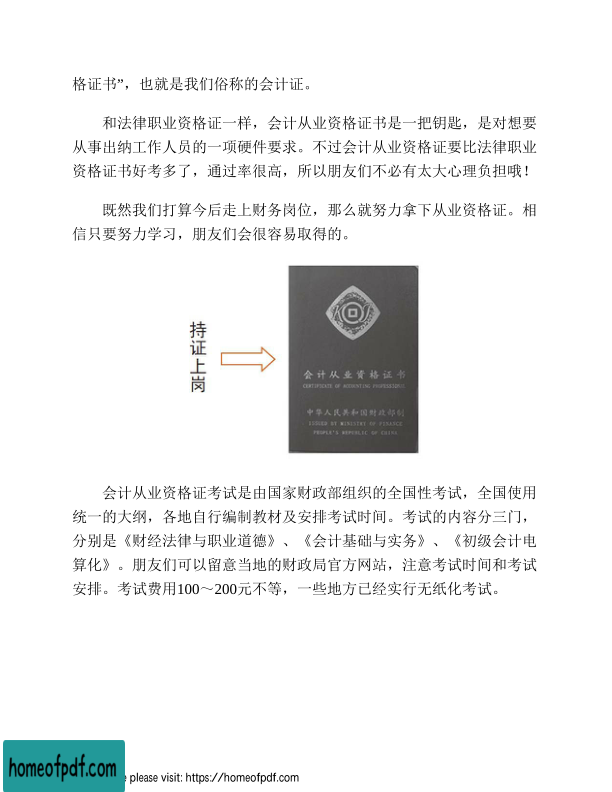 格证书”，也就是我们俗称的会计证。
和法律职业资格证一样，会计从业资格证书是一把钥匙，是对想要
从事出纳工作人员的一项硬件要求。不过会计从业资格证要比法律职业
资格证书好考多了，通过率很高，所以朋友们不必有太大心理负担哦！
既然我们打算今后走上财务岗位，那么就努力拿下从业资格证。相
信只要努力学习，朋友们会很容易取得的。
持证上岗
会计从业资格证书
CERTIFICATE OF ACCOUNTING PROFESSIONS
中华人民共和国财政部制
ISSUED BY MINISTRY OF FINANCE
PEOPLE'S REPUBLIC OF CHINA
会计从业资格证考试是由国家财政部组织的全国性考试，全国使用
统一的大纲，各地自行编制教材及安排考试时间。考试的内容分三门，
分别是《财经法律与职业道德》、《会计基础与实务》、《初级会计电
算化》。朋友们可以留意当地的财政局官方网站，注意考试时间和考试
安排。考试费用100～200元不等，一些地方已经实行无纸化考试。
homeofpdf.com
e please visit: https://homeofpdf.com